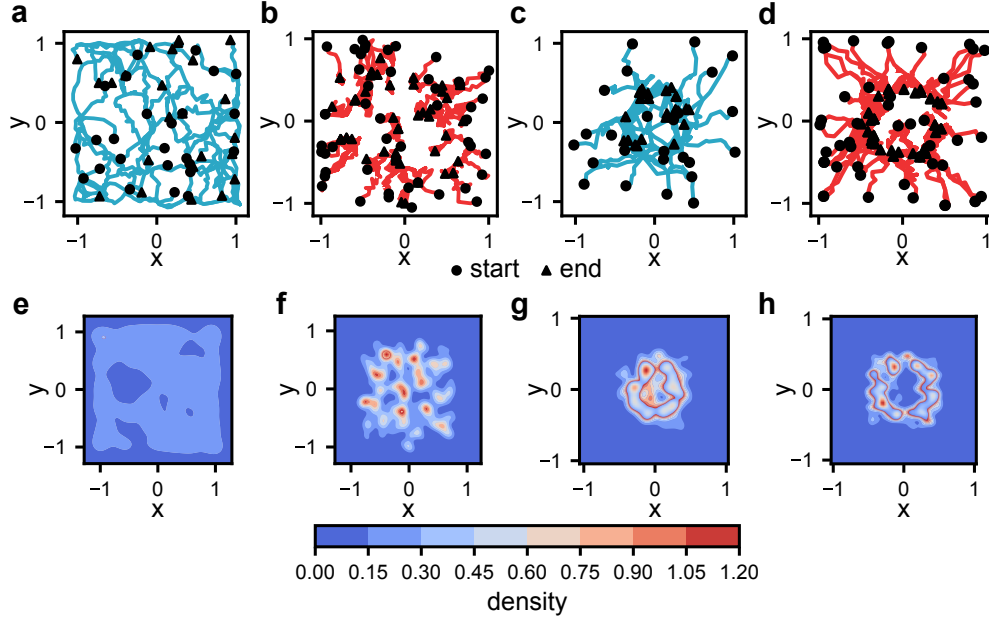 a b c d
1 1 1 1
y y y y
0 0 0 0
−1 −1 −1 −1
−1 0 1 −1 0 1 −1 0 1 −1 0 1
x x x x
start end
e f g h
1 1 1 1
y y y y
0 0 0 0
−1 −1 −1 −1
−1 0 1 −1 0 1 −1 0 1 −1 0 1
x x x x
0.00 0.15 0.30 0.45 0.60 0.75 0.90 1.05 1.20
density